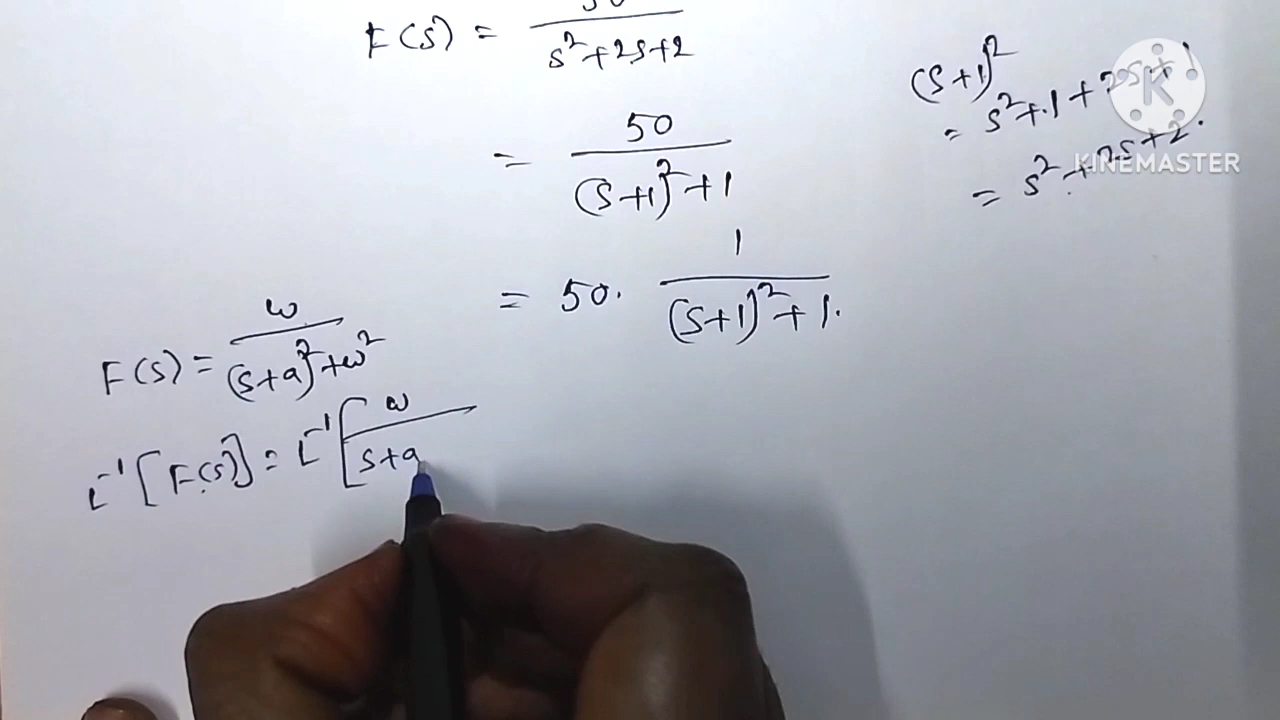 F(s) = 50 / s²+2s+2
= 50 / (s+1)²+1
= 50. 1 / (s+1)²+1.
(s+1)²
= s²+1+2s+1
= s²+2s+2.
F(s) = ω / (s+a)²+ω²
L⁻¹[F(s)] = L⁻¹[ω / s+a
K
KINEMASTER